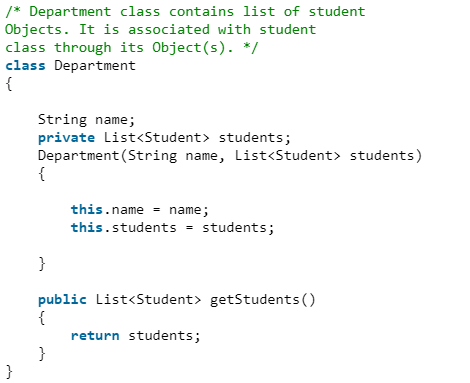 /* Department class contains list of student
Objects. It is associated with student
class through its Object(s). */
class Department
{
String name;
private List<Student> students;
Department(String name, List<Student> students)
{
this.name = name;
this.students = students;
}
public List<Student> getStudents()
{
return students;
}
}